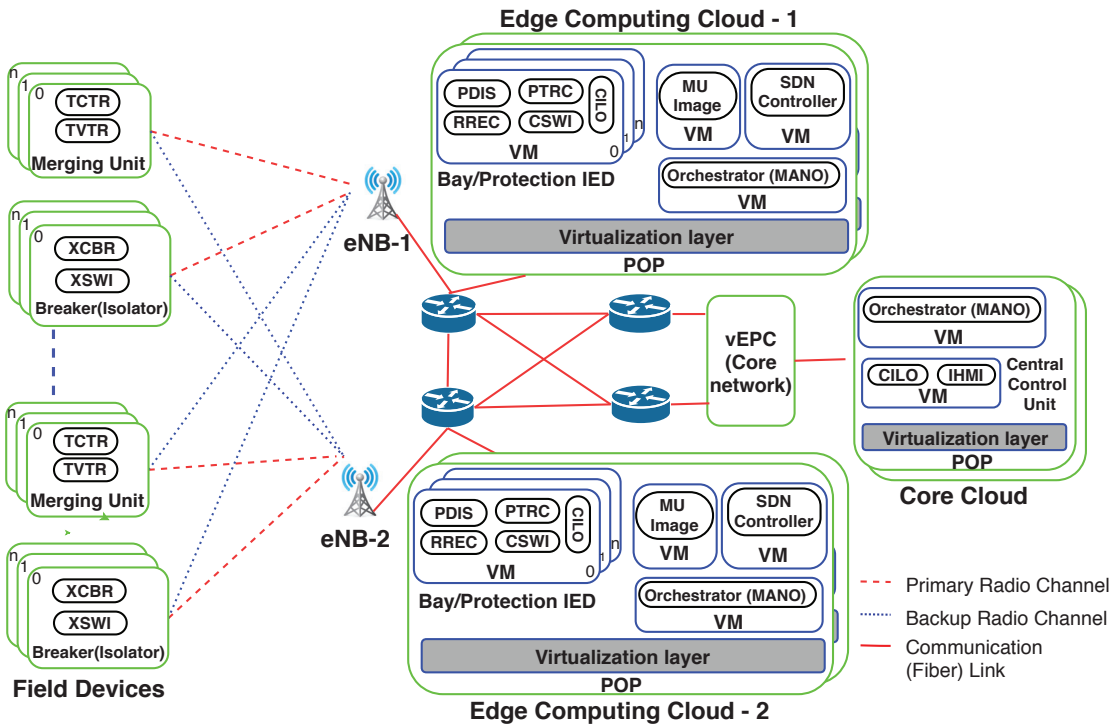 Edge Computing Cloud - 1
n
1
0
TCTR
TVTR
Merging Unit
n
1
0
XCBR
XSWI
Breaker(Isolator)
n
1
0
TCTR
TVTR
Merging Unit
n
1
0
XCBR
XSWI
Breaker(Isolator)
Field Devices
eNB-1
eNB-2
PDIS
PTRC
CILO
RREC
CSWI
VM
0
1
n
Bay/Protection IED
MU
Image
VM
SDN
Controller
VM
Orchestrator (MANO)
VM
Virtualization layer
POP
vEPC
(Core
network)
Orchestrator (MANO)
VM
CILO
IHMI
VM
Central
Control
Unit
Virtualization layer
POP
Core Cloud
PDIS
PTRC
CILO
RREC
CSWI
VM
0
1
n
Bay/Protection IED
MU
Image
VM
SDN
Controller
VM
Orchestrator (MANO)
VM
Virtualization layer
POP
Edge Computing Cloud - 2
Primary Radio Channel
Backup Radio Channel
Communication
(Fiber) Link